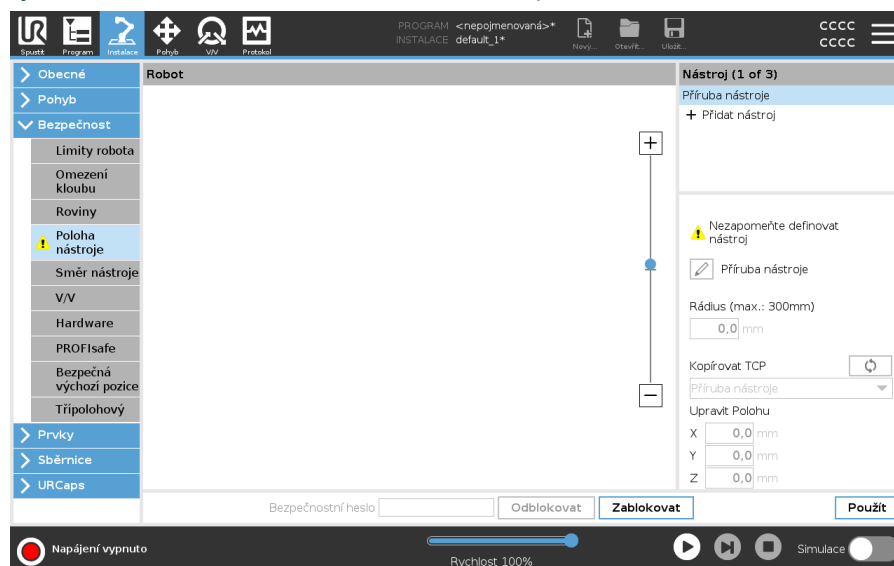 PROGRAM <nepojmenovaná>*
INSTALACE default_1*
cccc
cccc
Spustit
Program
Instalace
Pohyb
V/V
Protokol
Nový...
Otevřít...
Uložit...
Obecné
Pohyb
Bezpečnost
Limity robota
Omezení
kloubu
Roviny
Poloha
nástroje
Směr nástroje
V/V
Hardware
PROFIsafe
Bezpečná
výchozí pozice
Třípolohový
Prvky
Sběrnice
URCaps
Robot
Nástroj (1 of 3)
Příruba nástroje
+ Přidat nástroj
Nezapomeňte definovat
nástroj
Příruba nástroje
Rádius (max.: 300mm)
0,0 mm
Kopírovat TCP
Příruba nástroje
Upravit Polohu
X 0,0 mm
Y 0,0 mm
Z 0,0 mm
Bezpečnostní heslo
Odblokovat
Zablokovat
Použít
Napájení vypnuto
Rychlost 100%
Simulace